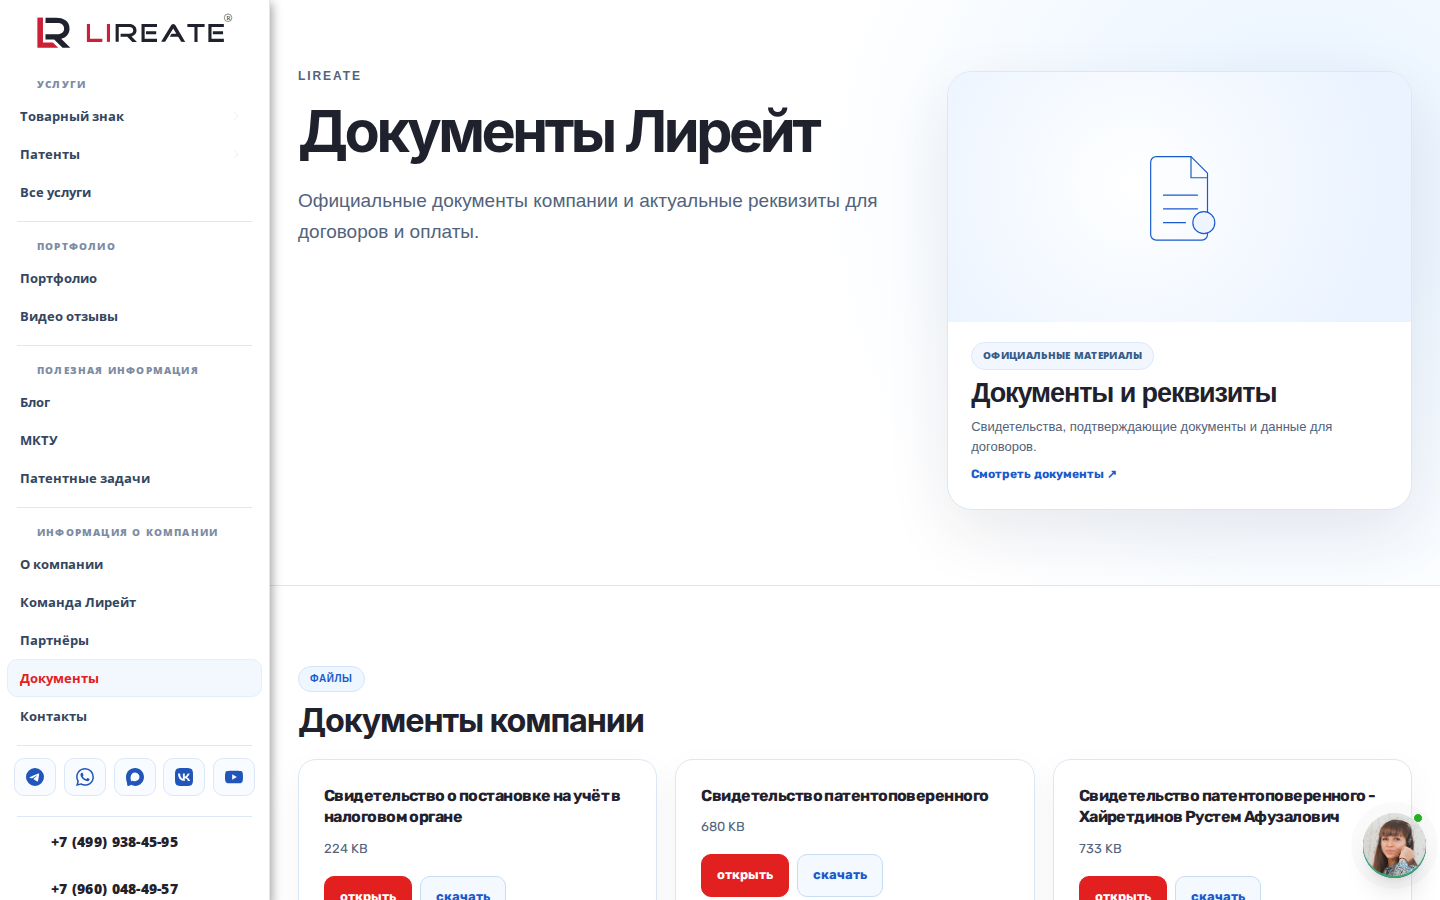 LIREATE®
УСЛУГИ
Товарный знак
Патенты
Все услуги
ПОРТФОЛИО
Портфолио
Видео отзывы
ПОЛЕЗНАЯ ИНФОРМАЦИЯ
Блог
МКТУ
Патентные задачи
ИНФОРМАЦИЯ О КОМПАНИИ
О компании
Команда Лирейт
Партнёры
Документы
Контакты
+7 (499) 938-45-95
+7 (960) 048-49-57
LIREATE
Документы Лирейт
Официальные документы компании и актуальные реквизиты для
договоров и оплаты.
ОФИЦИАЛЬНЫЕ МАТЕРИАЛЫ
Документы и реквизиты
Свидетельства, подтверждающие документы и данные для
договоров.
Смотреть документы ↗
ФАЙЛЫ
Документы компании
Свидетельство о постановке на учёт в
налоговом органе
224 KB
открыть
скачать
Свидетельство патентоповеренного
680 KB
открыть
скачать
Свидетельство патентоповеренного -
Хайретдинов Рустем Афузалович
733 KB
открыть
скачать